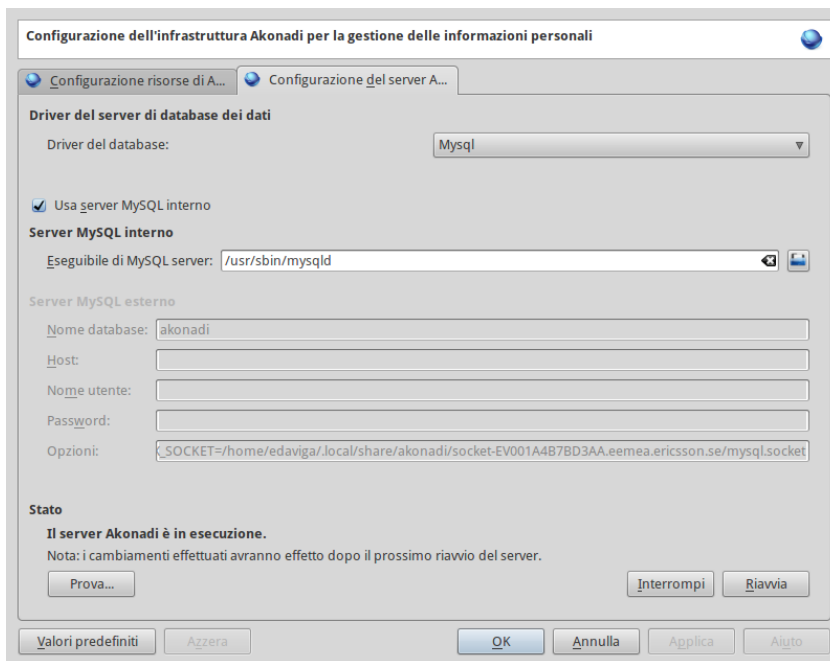 Configurazione dell'infrastruttura Akonadi per la gestione delle informazioni personali
Configurazione risorse di A... Configurazione del server A...
Driver del server di database dei dati
Driver del database: Mysql
Usa server MySQL interno
Server MySQL interno
Eseguibile di MySQL server: /usr/sbin/mysqld
Server MySQL esterno
Nome database: akonadi
Host:
Nome utente:
Password:
Opzioni: _SOCKET=/home/edaviga/.local/share/akonadi/socket-EV001A4B7BD3AA.eemea.ericsson.se/mysql.socket
Stato
Il server Akonadi è in esecuzione.
Nota: i cambiamenti effettuati avranno effetto dopo il prossimo riavvio del server.
Prova... Interrompi Riavvia
Valori predefiniti Azzera OK Annulla Applica Aiuto